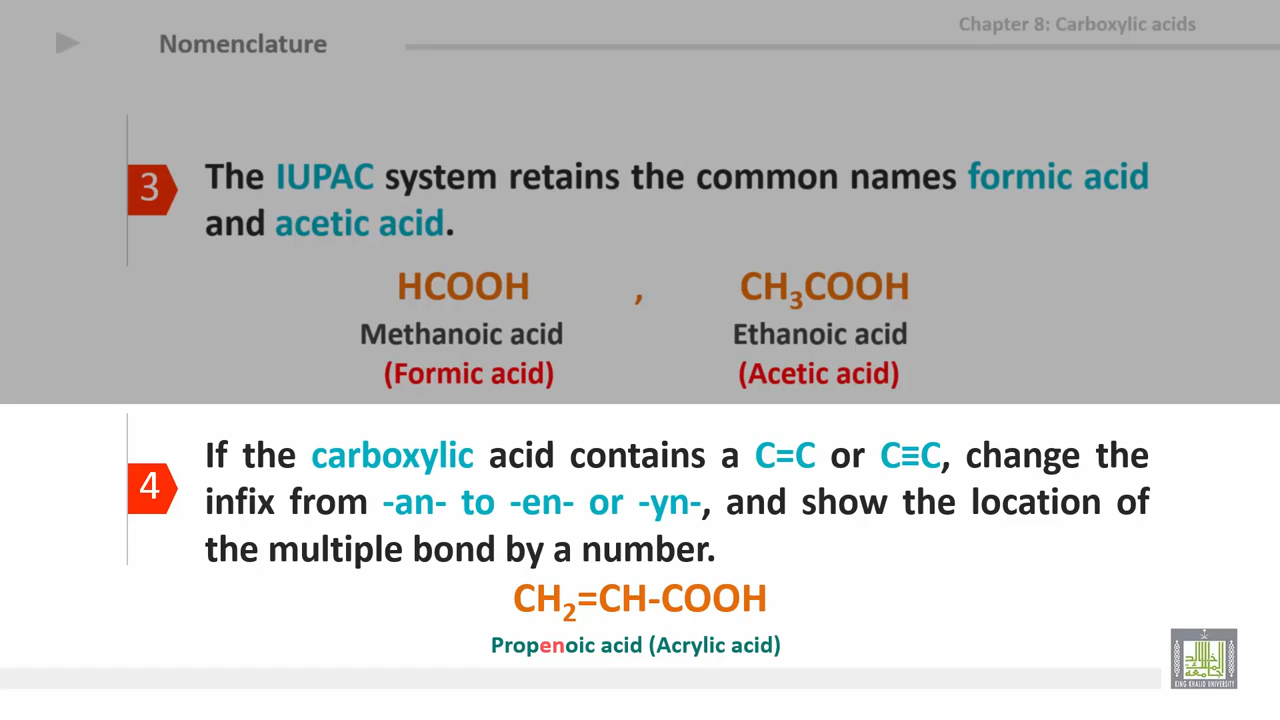 Chapter 8: Carboxylic acids
Nomenclature
3
The IUPAC system retains the common names formic acid
and acetic acid.
HCOOH , CH₃COOH
Methanoic acid Ethanoic acid
(Formic acid) (Acetic acid)
4
If the carboxylic acid contains a C=C or C≡C, change the
infix from -an- to -en- or -yn-, and show the location of
the multiple bond by a number.
CH₂=CH-COOH
Propenoic acid (Acrylic acid)
KING KHALID UNIVERSITY